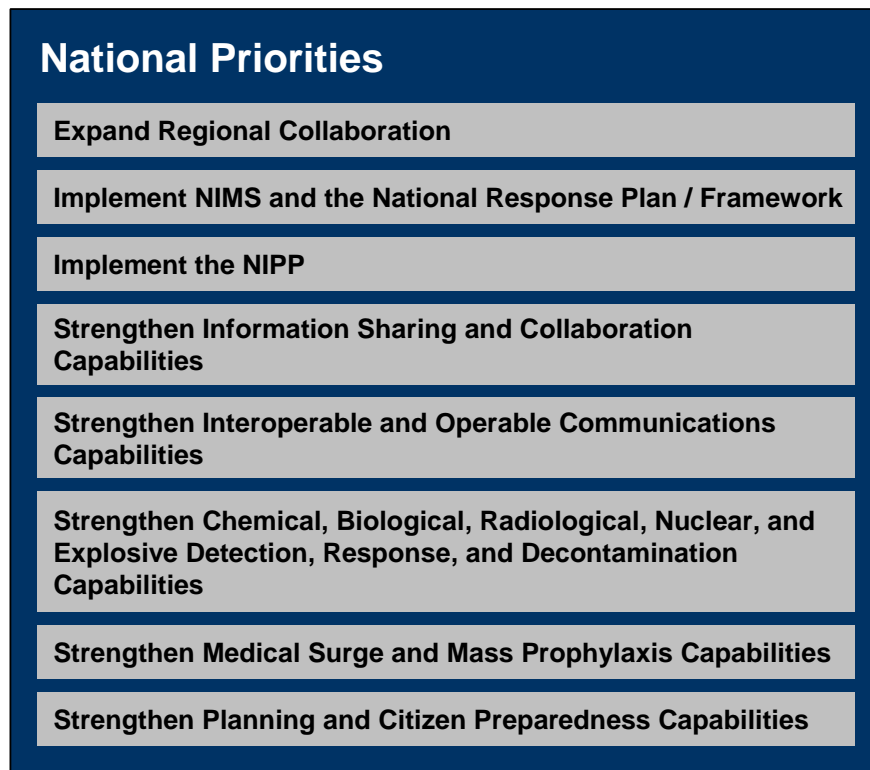 National Priorities
Expand Regional Collaboration
Implement NIMS and the National Response Plan / Framework
Implement the NIPP
Strengthen Information Sharing and Collaboration
Capabilities
Strengthen Interoperable and Operable Communications
Capabilities
Strengthen Chemical, Biological, Radiological, Nuclear, and
Explosive Detection, Response, and Decontamination
Capabilities
Strengthen Medical Surge and Mass Prophylaxis Capabilities
Strengthen Planning and Citizen Preparedness Capabilities